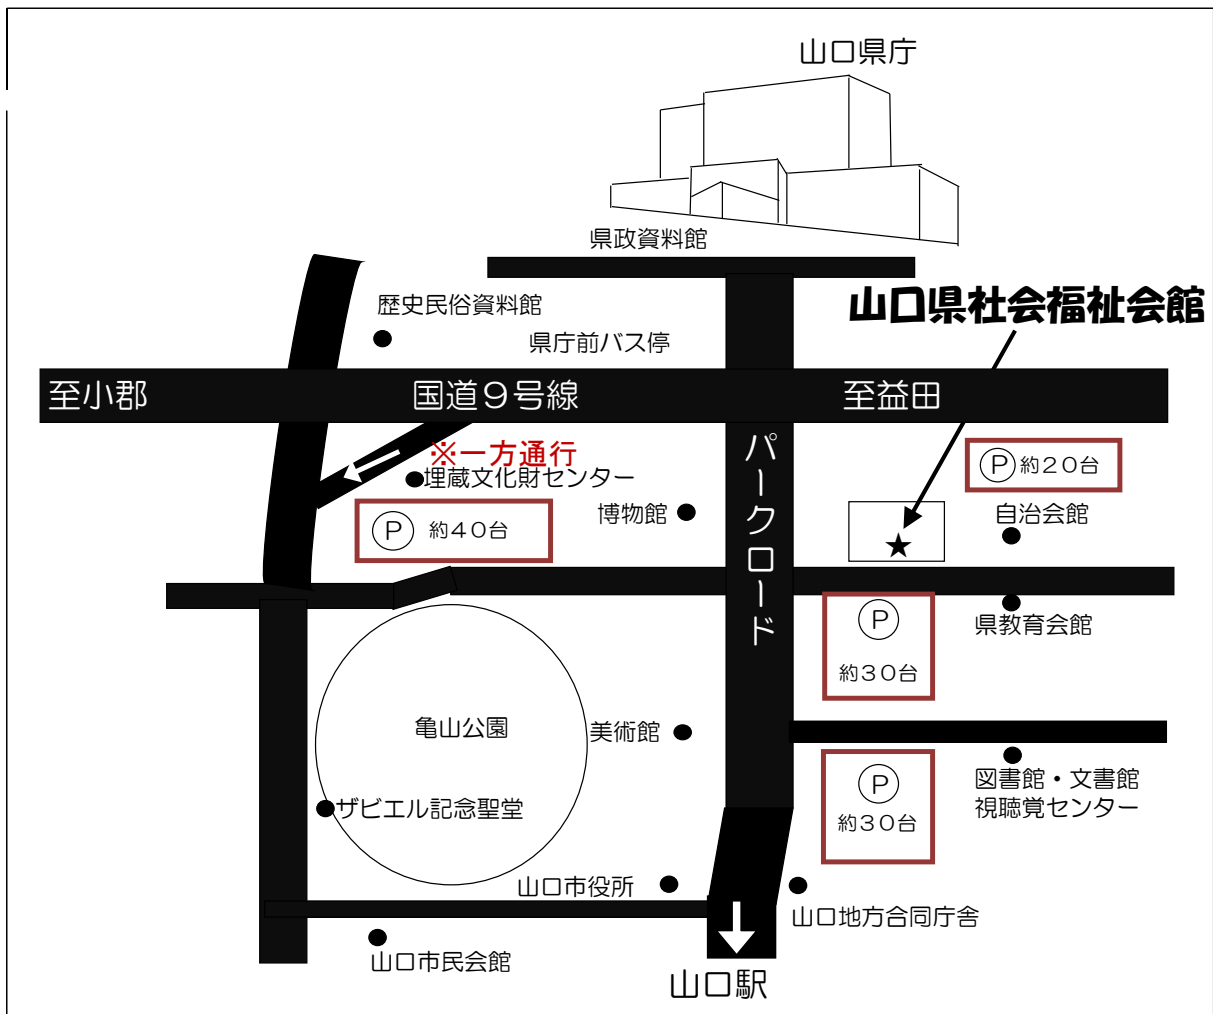 山口県庁
県政資料館
歴史民俗資料館
山口県社会福祉会館
県庁前バス停
至小郡
国道９号線
至益田
※一方通行
パークロード
埋蔵文化財センター
Ｐ 約２０台
Ｐ 約４０台
博物館
自治会館
★
Ｐ
約３０台
県教育会館
亀山公園
美術館
Ｐ
約３０台
図書館・文書館
視聴覚センター
ザビエル記念聖堂
山口市役所
山口地方合同庁舎
山口市民会館
山口駅